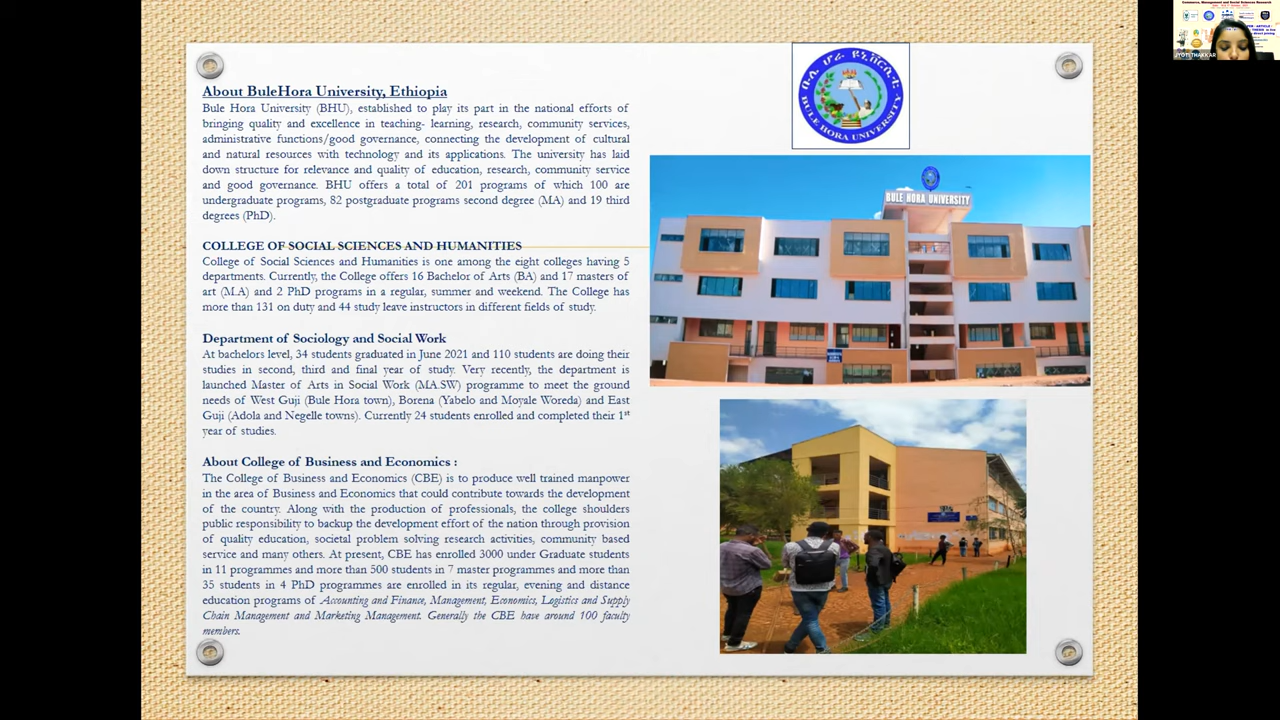 About BuleHora University, Ethiopia
Bule Hora University (BHU), established to play its part in the national efforts of
bringing quality and excellence in teaching- learning, research, community services,
administrative functions/good governance, connecting the development of cultural
and natural resources with technology and its applications. The university has laid
down structure for relevance and quality of education, research, community service
and good governance. BHU offers a total of 201 programs of which 100 are
undergraduate programs, 82 postgraduate programs second degree (MA) and 19 third
degrees (PhD).
COLLEGE OF SOCIAL SCIENCES AND HUMANITIES
College of Social Sciences and Humanities is one among the eight colleges having 5
departments. Currently, the College offers 16 Bachelor of Arts (BA) and 17 masters of
art (M.A) and 2 PhD programs in a regular, summer and weekend. The College has
more than 131 on duty and 44 study leave instructors in different fields of study.
Department of Sociology and Social Work
At bachelors level, 34 students graduated in June 2021 and 110 students are doing their
studies in second, third and final year of study. Very recently, the department is
launched Master of Arts in Social Work (MA.SW) programme to meet the ground
needs of West Guji (Bule Hora town), Borena (Yabelo and Moyale Woreda) and East
Guji (Adola and Negelle towns). Currently 24 students enrolled and completed their 1st
year of studies.
About College of Business and Economics :
The College of Business and Economics (CBE) is to produce well trained manpower
in the area of Business and Economics that could contribute towards the development
of the country. Along with the production of professionals, the college shoulders
public responsibility to backup the development effort of the nation through provision
of quality education, societal problem solving research activities, community based
service and many others. At present, CBE has enrolled 3000 under Graduate students
in 11 programmes and more than 500 students in 7 master programmes and more than
35 students in 4 PhD programmes are enrolled in its regular, evening and distance
education programs of Accounting and Finance, Management, Economics, Logistics and Supply
Chain Management and Marketing Management. Generally the CBE have around 100 faculty
members.
ቡሌ ሆራ ዩኒቨርሲቲ
BULE HORA UNIVERSITY
BULE HORA UNIVERSITY
Commerce, Management and Social Sciences Research
JYOTI THAKKAR